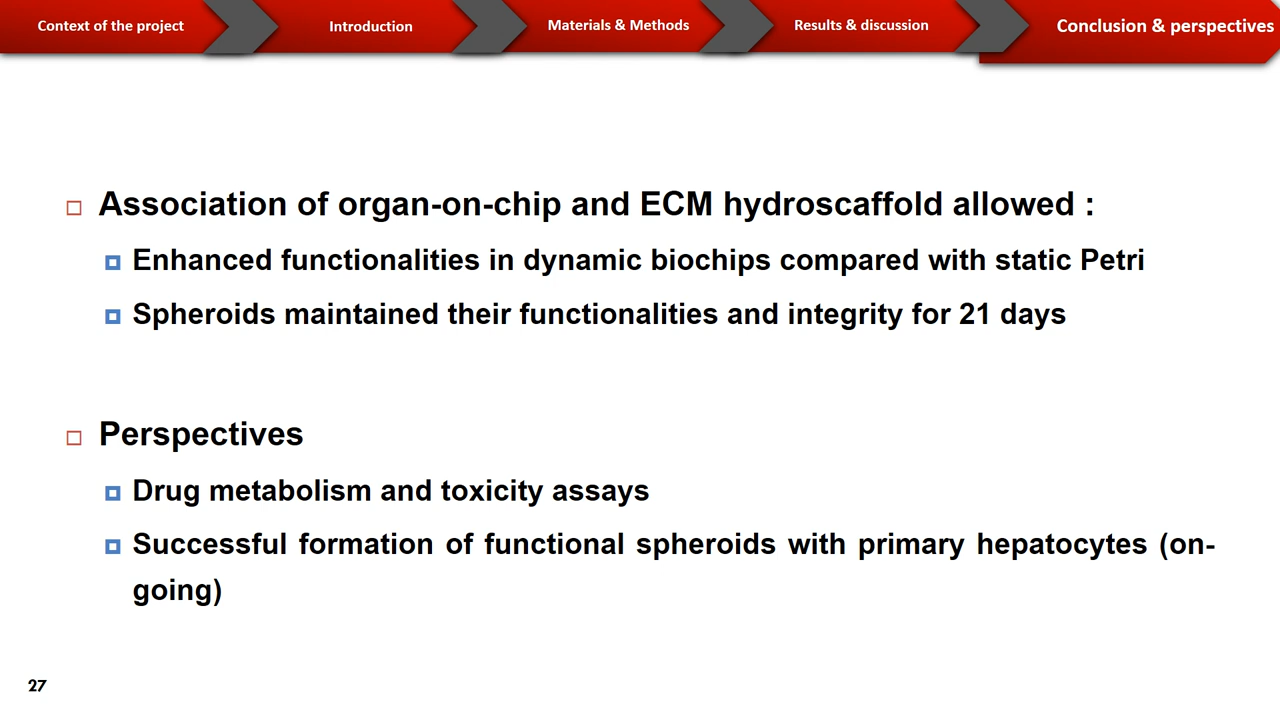 Context of the project
Introduction
Materials & Methods
Results & discussion
Conclusion & perspectives
Association of organ-on-chip and ECM hydroscaffold allowed :
Enhanced functionalities in dynamic biochips compared with static Petri
Spheroids maintained their functionalities and integrity for 21 days
Perspectives
Drug metabolism and toxicity assays
Successful formation of functional spheroids with primary hepatocytes (on-
going)
27